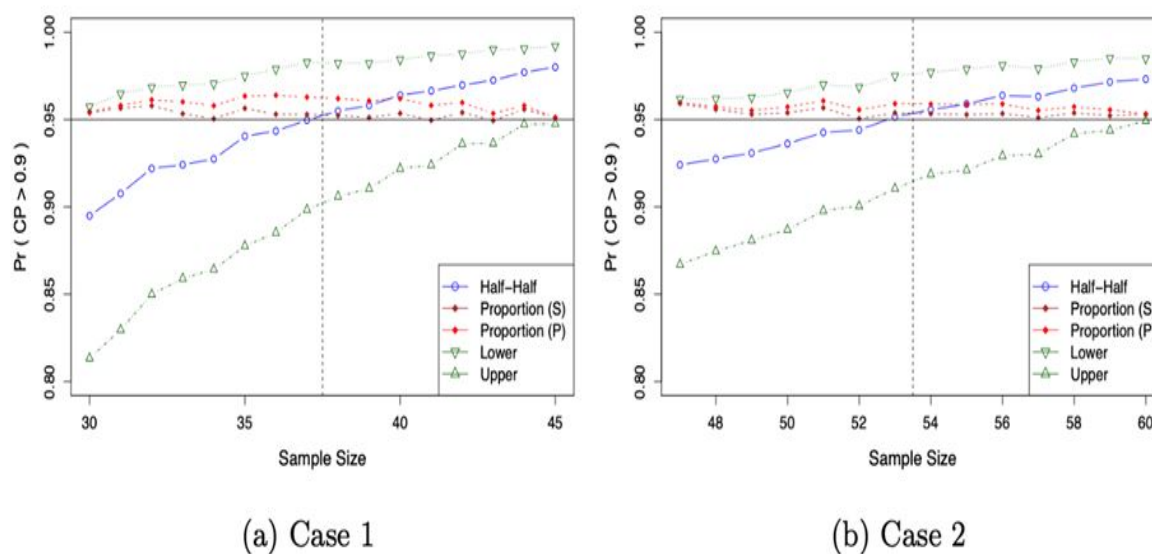 Pr ( CP > 0.9 )
1.00
0.95
0.90
0.85
0.80
30
35
40
45
Sample Size
Half−Half
Proportion (S)
Proportion (P)
Lower
Upper
(a) Case 1
Pr ( CP > 0.9 )
1.00
0.95
0.90
0.85
0.80
48
50
52
54
56
58
60
Sample Size
Half−Half
Proportion (S
Proportion (P
Lower
Upper
(b) Case 2